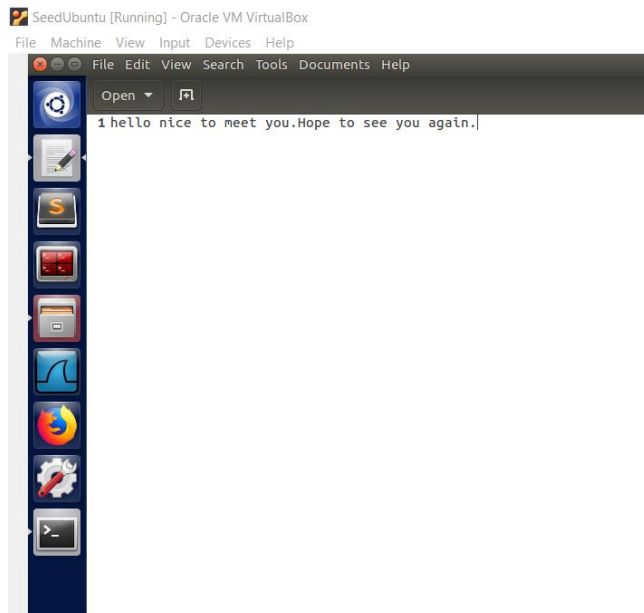 SeedUbuntu [Running] - Oracle VM VirtualBox
File Machine View Input Devices Help
File Edit View Search Tools Documents Help
Open
1 hello nice to meet you.Hope to see you again.
S
>_